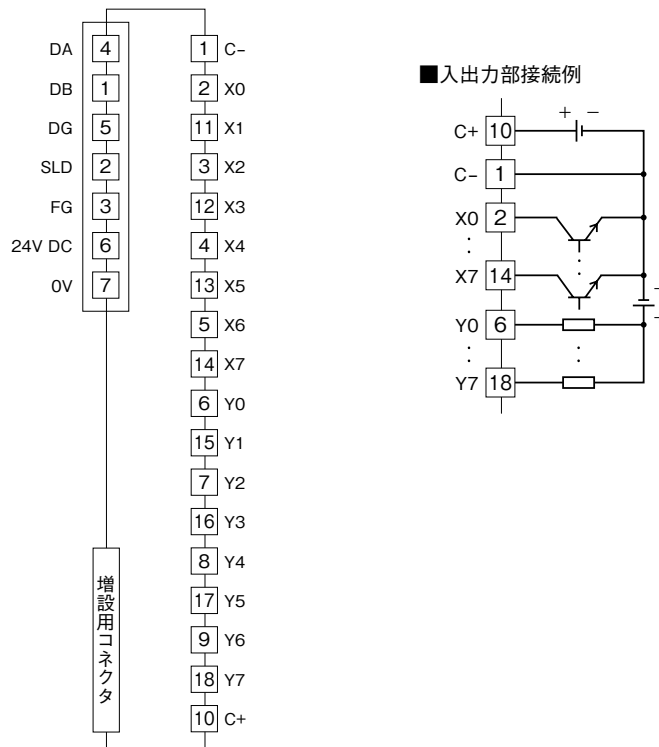 DA 4
DB 1
DG 5
SLD 2
FG 3
24V DC 6
0V 7
増設用コネクタ
1 C−
2 X0
11 X1
3 X2
12 X3
4 X4
13 X5
5 X6
14 X7
6 Y0
15 Y1
7 Y2
16 Y3
8 Y4
17 Y5
9 Y6
18 Y7
10 C+
■入出力部接続例
+ −
C+ 10
C− 1
X0 2
X7 14
Y0 6
Y7 18